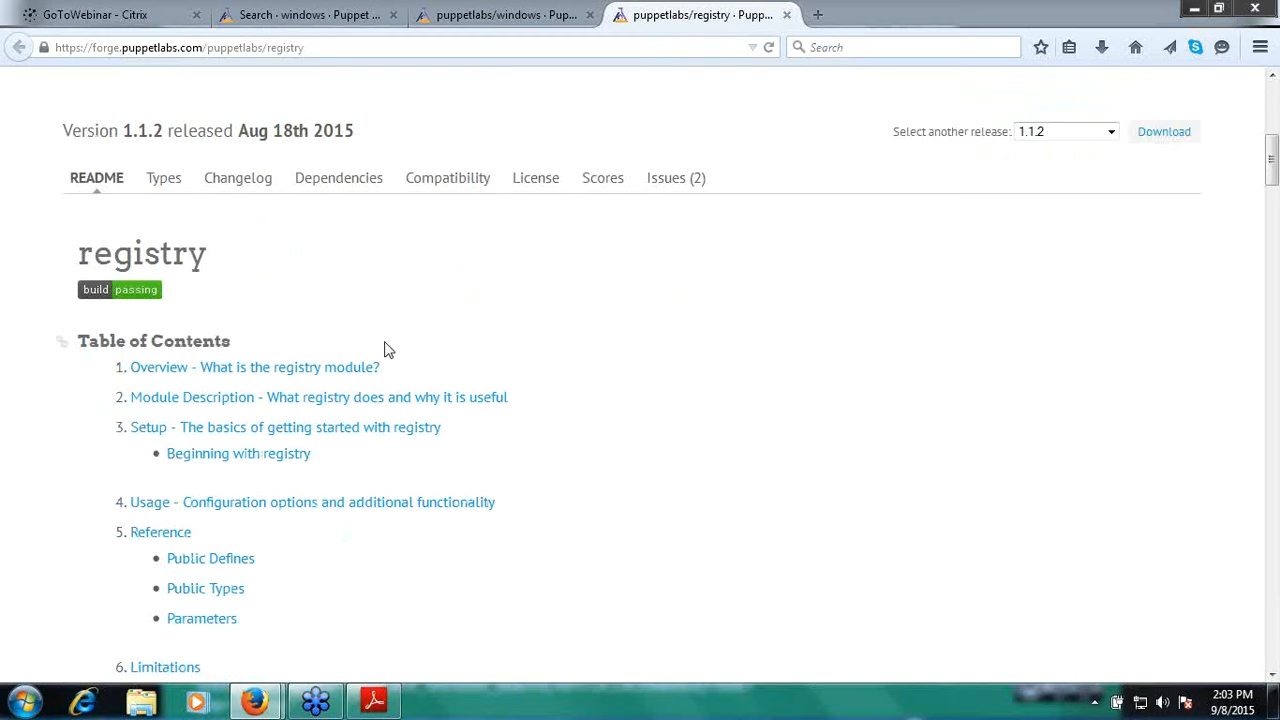 GoToWebinar - Citrix
Search · windows · Puppet ...
puppetlabs/windows · Pupp...
puppetlabs/registry · Pupp...
https://forge.puppetlabs.com/puppetlabs/registry
Search
Version 1.1.2 released Aug 18th 2015
Select another release: 1.1.2
Download
README Types Changelog Dependencies Compatibility License Scores Issues (2)
registry
build passing
Table of Contents
1. Overview - What is the registry module?
2. Module Description - What registry does and why it is useful
3. Setup - The basics of getting started with registry
• Beginning with registry
4. Usage - Configuration options and additional functionality
5. Reference
• Public Defines
• Public Types
• Parameters
6. Limitations
2:03 PM
9/8/2015